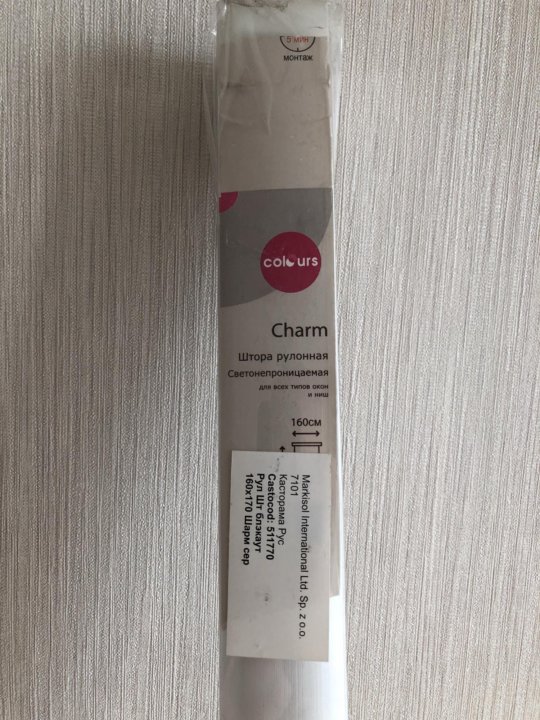 5 мин
монтаж
colours
Charm
Штора рулонная
Светонепроницаемая
для всех типов окон
и ниш
160см
Markisol International Ltd. Sp. z o.o.
7101
Касторама Рус
Castocod: 511770
Рул Шт блэкаут
160x170 Шарм сер